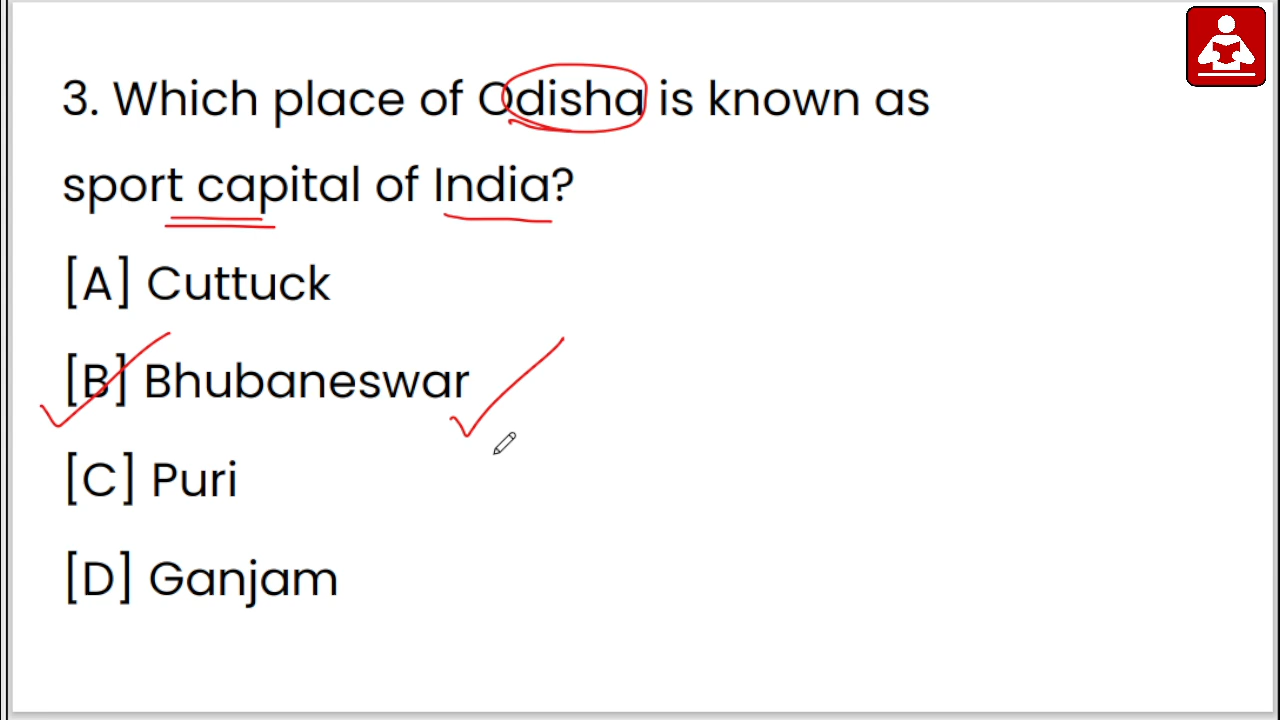 3. Which place of Odisha is known as
sport capital of India?
[A] Cuttuck
[B] Bhubaneswar
[C] Puri
[D] Ganjam